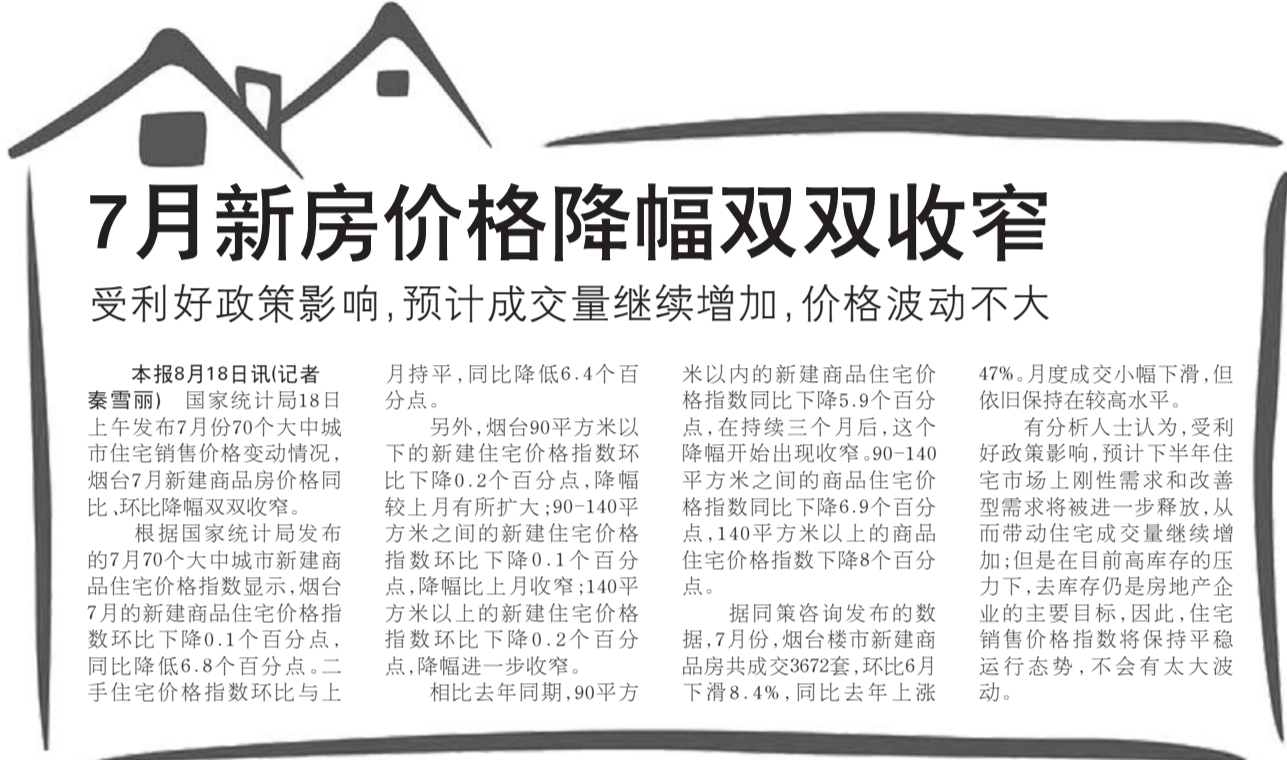 7月新房价格降幅双双收窄
受利好政策影响,预计成交量继续增加,价格波动不大
本报8月18日讯(记者
秦雪丽) 国家统计局18日
上午发布7月份70个大中城
市住宅销售价格变动情况,
烟台7月新建商品房价格同
比、环比降幅双双收窄。
根据国家统计局发布
的7月70个大中城市新建商
品住宅价格指数显示,烟台
7月的新建商品住宅价格指
数环比下降0.1个百分点,
同比降低6.8个百分点。二
手住宅价格指数环比与上
月持平,同比降低6.4个百
分点。
另外,烟台90平方米以
下的新建住宅价格指数环
比下降0.2个百分点,降幅
较上月有所扩大;90-140平
方米之间的新建住宅价格
指数环比下降0.1个百分
点,降幅比上月收窄;140平
方米以上的新建住宅价格
指数环比下降0.2个百分
点,降幅进一步收窄。
相比去年同期,90平方
米以内的新建商品住宅价
格指数同比下降5.9个百分
点,在持续三个月后,这个
降幅开始出现收窄。90-140
平方米之间的商品住宅价
格指数同比下降6.9个百分
点,140平方米以上的商品
住宅价格指数下降8个百分
点。
据同策咨询发布的数
据,7月份,烟台楼市新建商
品房共成交3672套,环比6月
下滑8.4%,同比去年上涨
47%。月度成交小幅下滑,但
依旧保持在较高水平。
有分析人士认为,受利
好政策影响,预计下半年住
宅市场上刚性需求和改善
型需求将被进一步释放,从
而带动住宅成交量继续增
加;但是在目前高库存的压
力下,去库存仍是房地产企
业的主要目标,因此,住宅
销售价格指数将保持平稳
运行态势,不会有太大波
动。